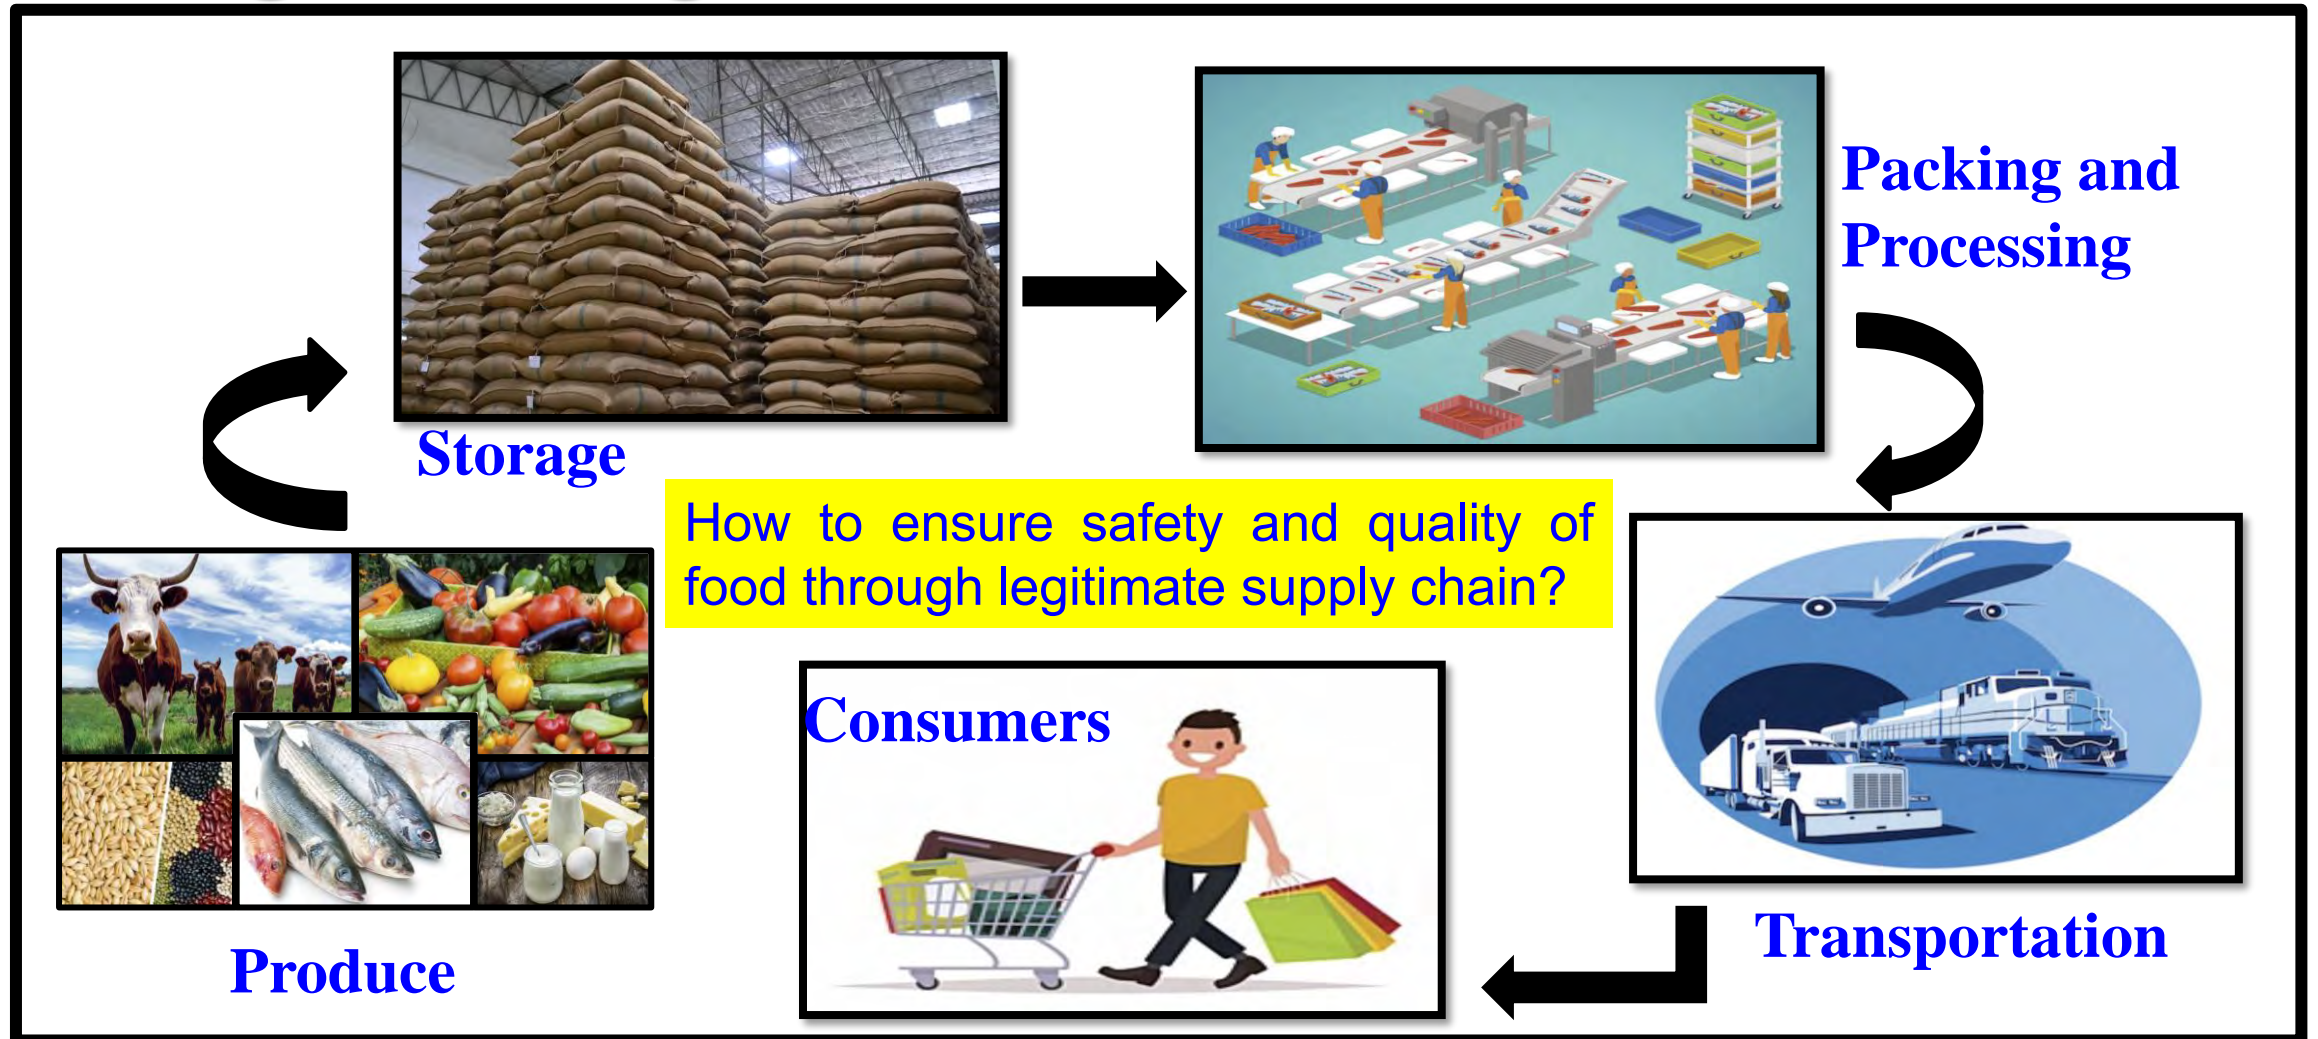 Storage
Packing and
Processing
How to ensure safety and quality of
food through legitimate supply chain?
Consumers
Produce
Transportation